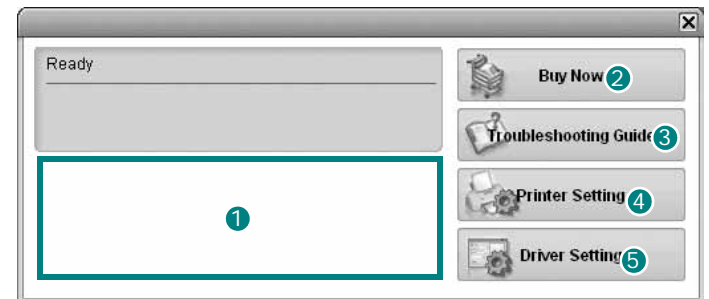 Ready
Buy Now 2
Troubleshooting Guide 3
1
Printer Setting 4
Driver Setting 5